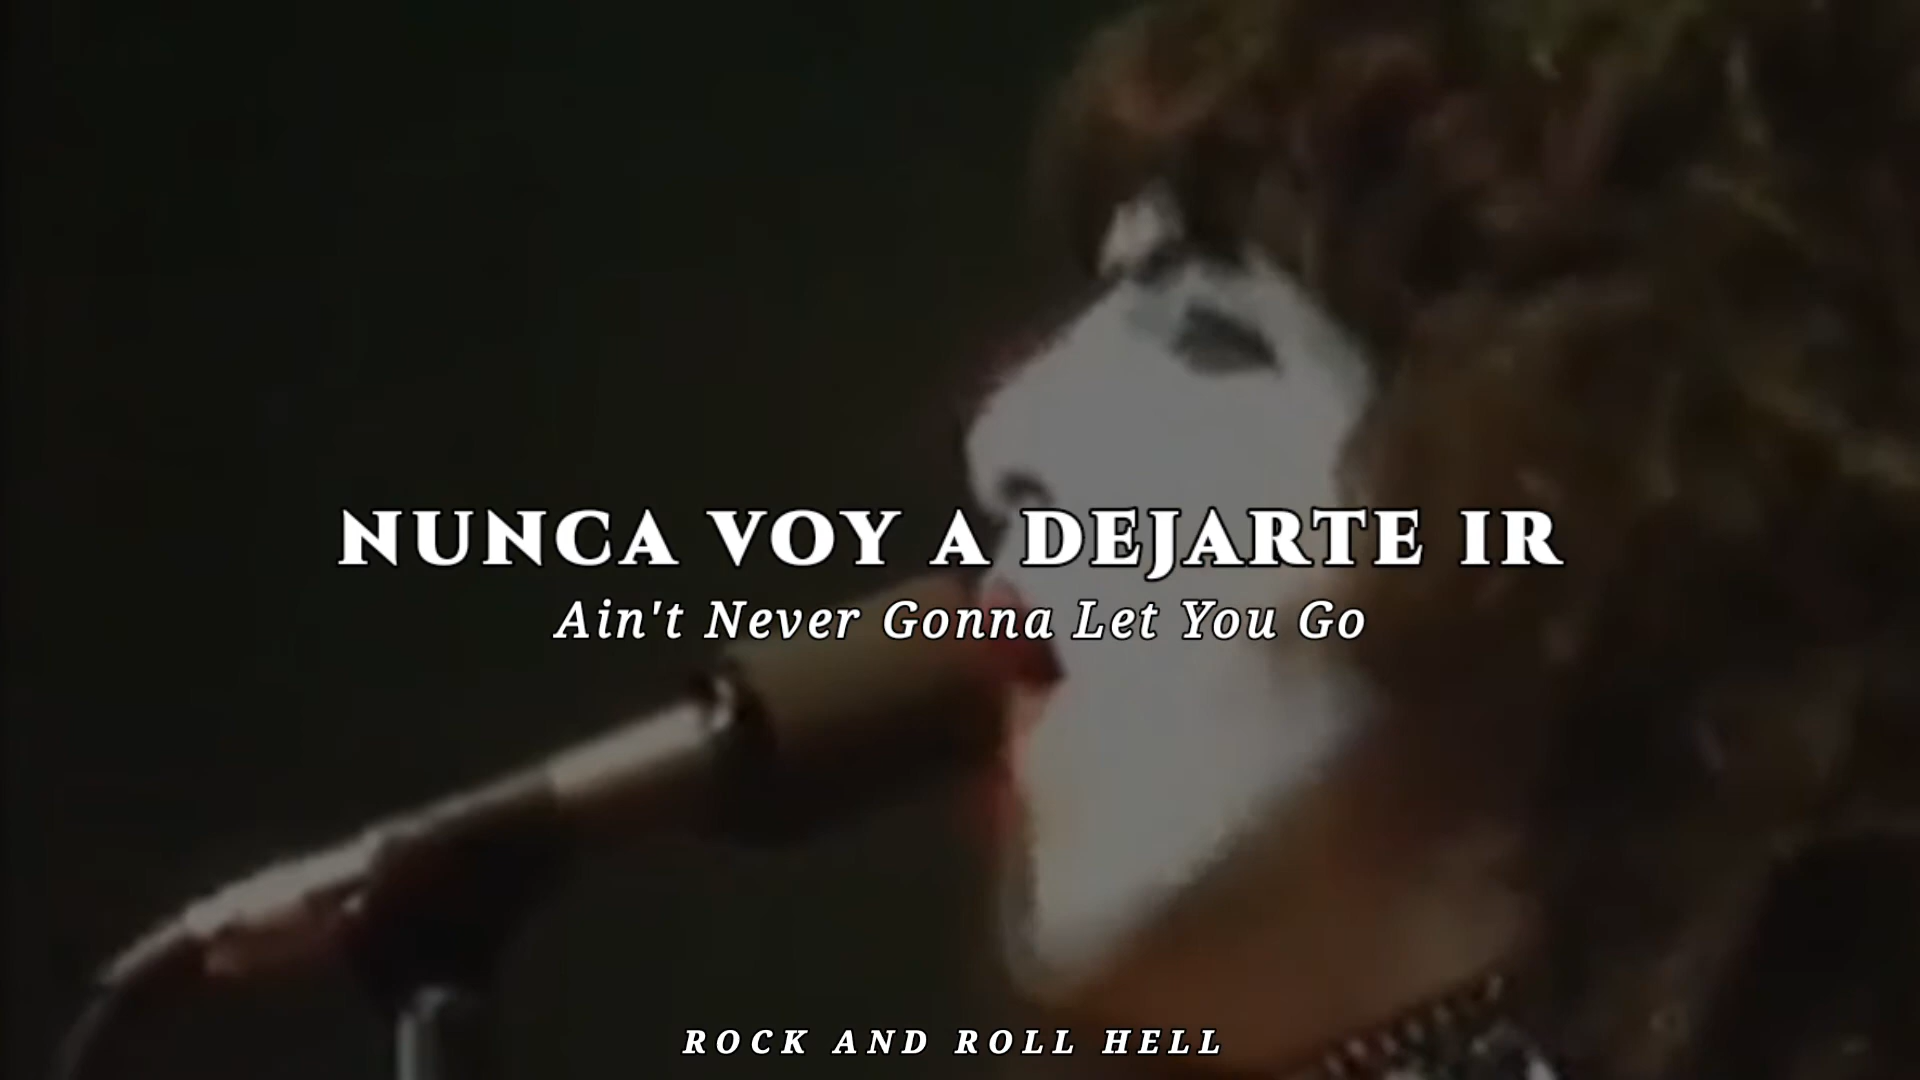 NUNCA VOY A DEJARTE IR
Ain't Never Gonna Let You Go
ROCK AND ROLL HELL